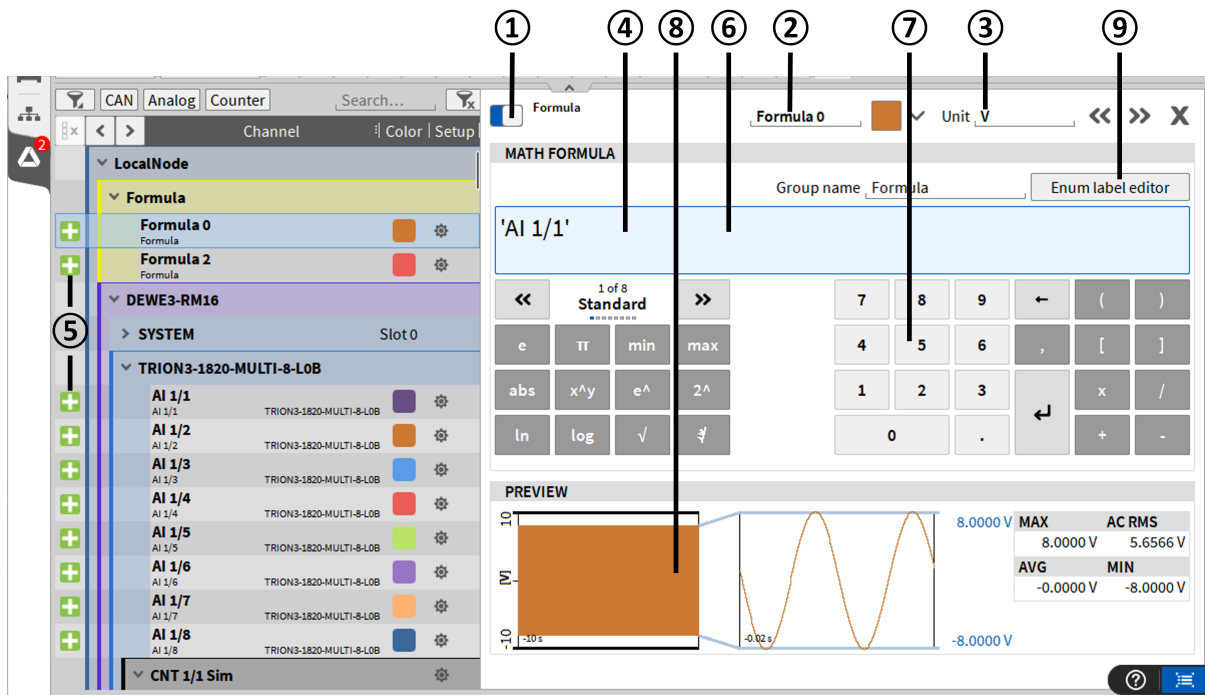 ① ④ ⑧ ⑥ ② ⑦ ③ ⑨
CAN Analog Counter Search...
Channel Color Setup
2
LocalNode
Formula
Formula 0
Formula
Formula 2
Formula
DEWE3-RM16
⑤
SYSTEM Slot 0
TRION3-1820-MULTI-8-L0B
AI 1/1
AI 1/1 TRION3-1820-MULTI-8-L0B
AI 1/2
AI 1/2 TRION3-1820-MULTI-8-L0B
AI 1/3
AI 1/3 TRION3-1820-MULTI-8-L0B
AI 1/4
AI 1/4 TRION3-1820-MULTI-8-L0B
AI 1/5
AI 1/5 TRION3-1820-MULTI-8-L0B
AI 1/6
AI 1/6 TRION3-1820-MULTI-8-L0B
AI 1/7
AI 1/7 TRION3-1820-MULTI-8-L0B
AI 1/8
AI 1/8 TRION3-1820-MULTI-8-L0B
CNT 1/1 Sim
Formula Formula 0 Unit V X
MATH FORMULA
Group name Formula Enum label editor
'AI 1/1'
« 1 of 8 »
Standard
7 8 9 ← ( )
e π min max 4 5 6 , [ ]
abs x^y e^ 2^ 1 2 3 ↵ x /
ln log √ ∛ 0 . + -
PREVIEW
10
[V]
-10
-10 s
-0.02 s
8.0000 V
-8.0000 V
MAX AC RMS
8.0000 V 5.6566 V
AVG MIN
-0.0000 V -8.0000 V
?